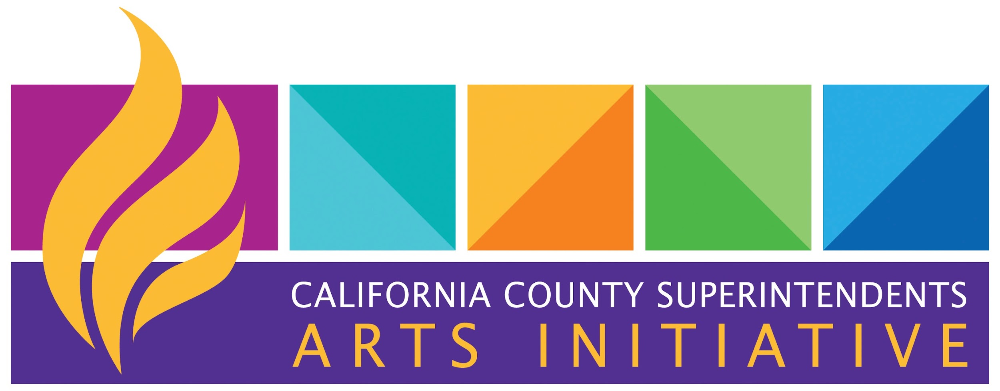 CALIFORNIA COUNTY SUPERINTENDENTS
ARTS INITIATIVE